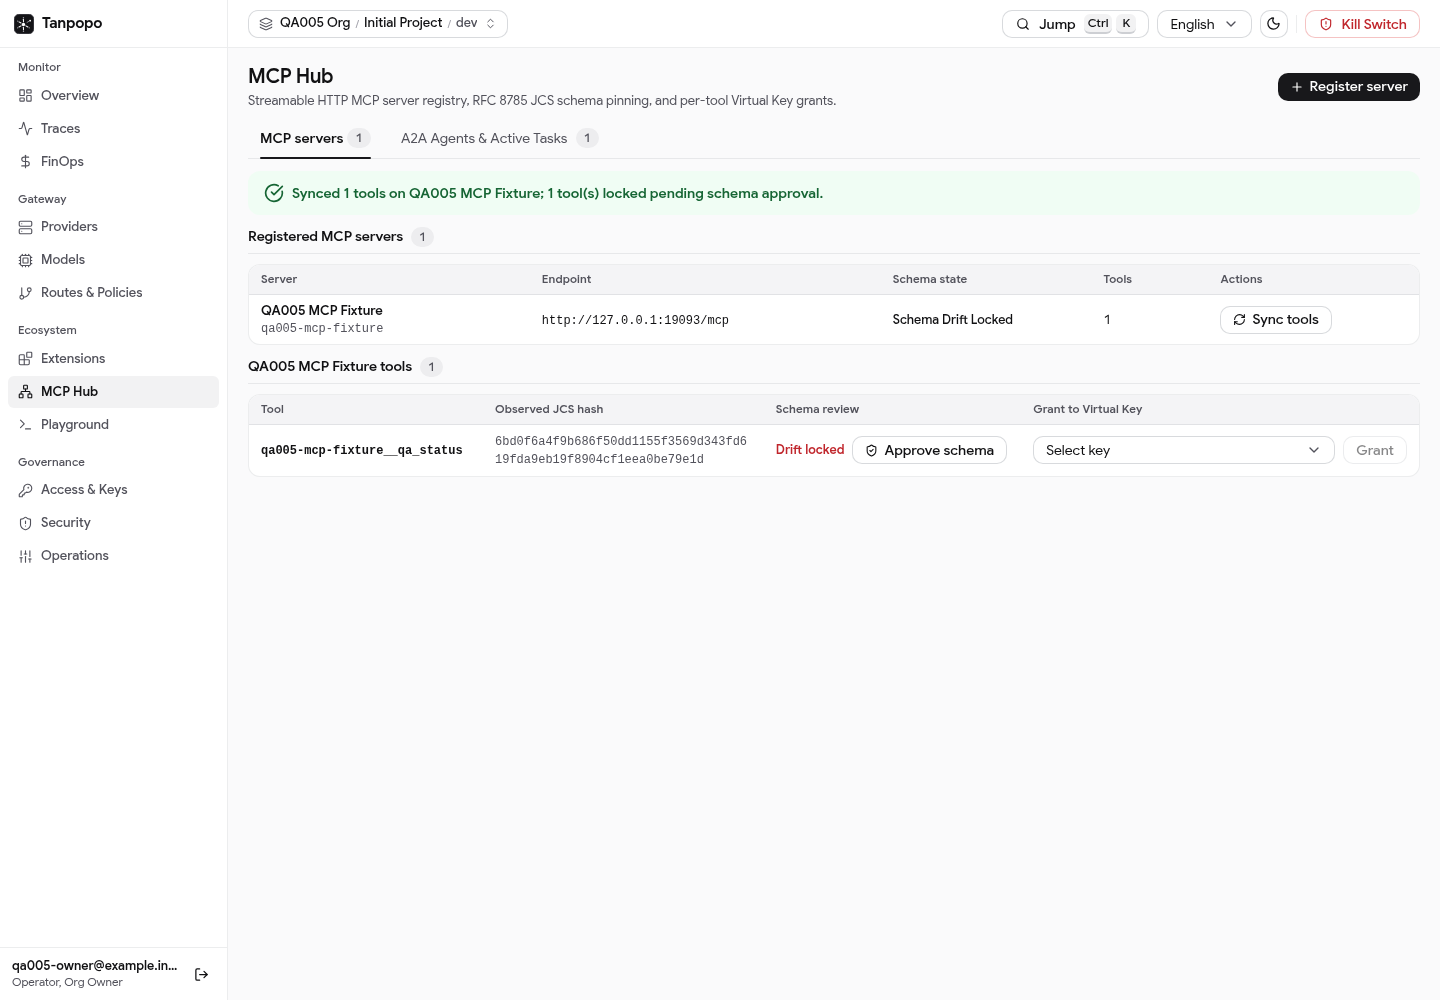 Tanpopo
QA005 Org / Initial Project / dev
Jump Ctrl K
English
Kill Switch
Monitor
Overview
Traces
FinOps
Gateway
Providers
Models
Routes & Policies
Ecosystem
Extensions
MCP Hub
Playground
Governance
Access & Keys
Security
Operations
qa005-owner@example.in...
Operator, Org Owner
MCP Hub
Streamable HTTP MCP server registry, RFC 8785 JCS schema pinning, and per-tool Virtual Key grants.
Register server
MCP servers 1
A2A Agents & Active Tasks 1
Synced 1 tools on QA005 MCP Fixture; 1 tool(s) locked pending schema approval.
Registered MCP servers 1
Server Endpoint Schema state Tools Actions
QA005 MCP Fixture
qa005-mcp-fixture
http://127.0.0.1:19093/mcp
Schema Drift Locked
1
Sync tools
QA005 MCP Fixture tools 1
Tool Observed JCS hash Schema review Grant to Virtual Key
qa005-mcp-fixture__qa_status
6bd0f6a4f9b686f50dd1155f3569d343fd6
19fda9eb19f8904cf1eea0be79e1d
Drift locked
Approve schema
Select key
Grant